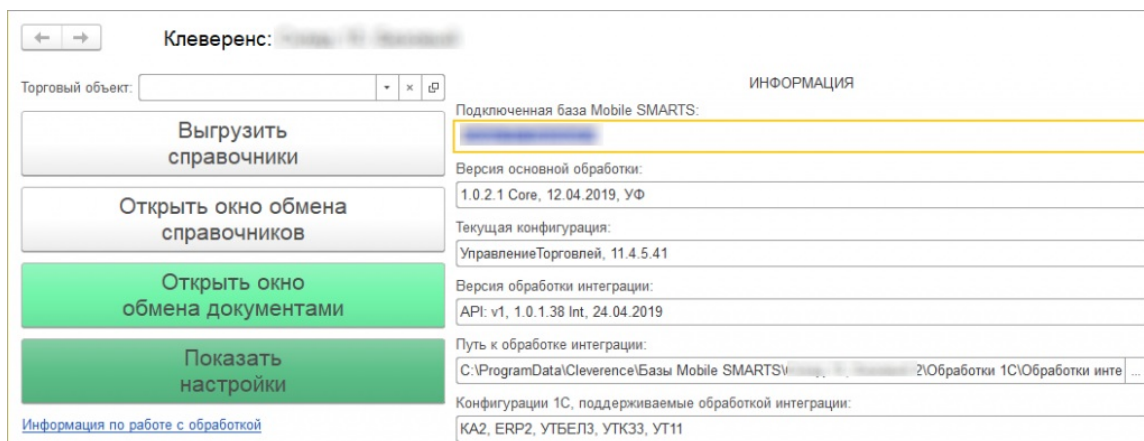 Клеверенс:
Торговый объект:
Выгрузить
справочники
Открыть окно обмена
справочников
Открыть окно
обмена документами
Показать
настройки
Информация по работе с обработкой
ИНФОРМАЦИЯ
Подключенная база Mobile SMARTS:
Версия основной обработки:
1.0.2.1 Core, 12.04.2019, УФ
Текущая конфигурация:
УправлениеТорговлей, 11.4.5.41
Версия обработки интеграции:
API: v1, 1.0.1.38 Int, 24.04.2019
Путь к обработке интеграции:
C:\ProgramData\Cleverence\Базы Mobile SMARTS\ 2\Обработки 1С\Обработки инте ...
Конфигурации 1С, поддерживаемые обработкой интеграции:
КА2, ERP2, УТБЕЛ3, УТК33, УТ11